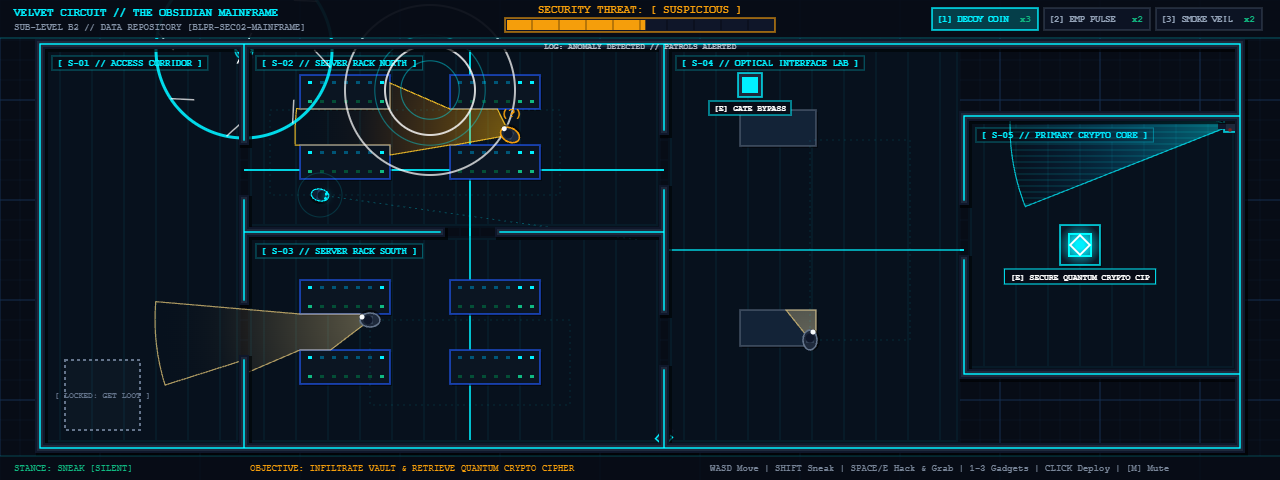 VELVET CIRCUIT // THE OBSIDIAN MAINFRAME
SUB-LEVEL B2 // DATA REPOSITORY [BLPR-SEC02-MAINFRAME]
SECURITY THREAT: [ SUSPICIOUS ]
[1] DECOY COIN x3
[2] EMP PULSE x2
[3] SMOKE VEIL x2
LOG: ANOMALY DETECTED // PATROLS ALERTED
[ S-01 // ACCESS CORRIDOR ]
[ S-02 // SERVER RACK NORTH ]
[ S-04 // OPTICAL INTERFACE LAB ]
[E] GATE BYPASS
(?)
[ S-05 // PRIMARY CRYPTO CORE ]
[ S-03 // SERVER RACK SOUTH ]
[E] SECURE QUANTUM CRYPTO CIP
[ LOCKED: GET LOOT ]
STANCE: SNEAK [SILENT]
OBJECTIVE: INFILTRATE VAULT & RETRIEVE QUANTUM CRYPTO CIPHER
WASD Move | SHIFT Sneak | SPACE/E Hack & Grab | 1-3 Gadgets | CLICK Deploy | [M] Mute